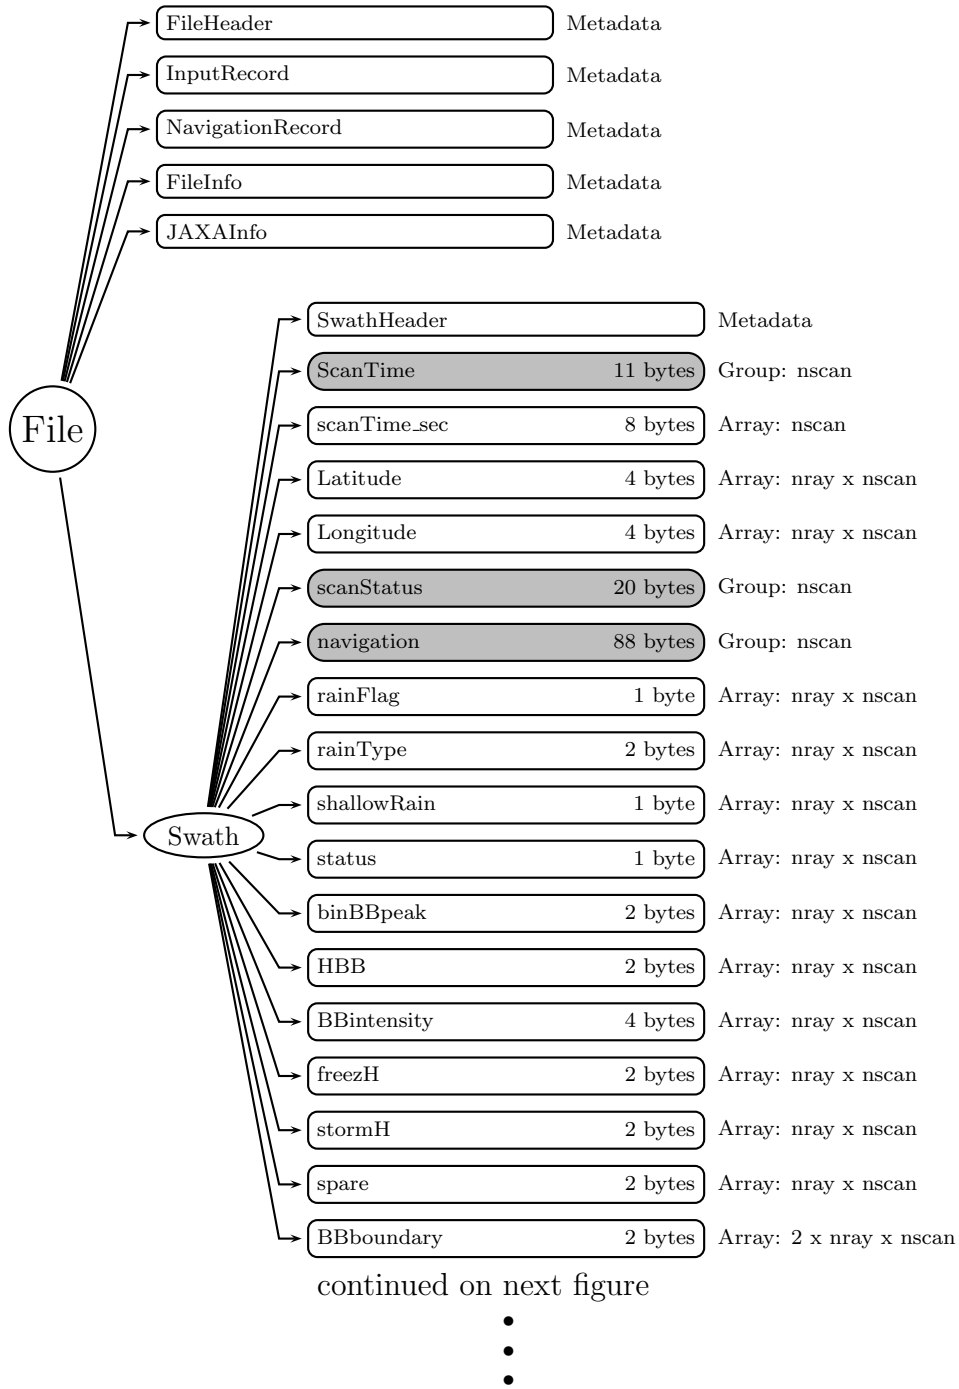 FileHeader Metadata
InputRecord Metadata
NavigationRecord Metadata
FileInfo Metadata
JAXAInfo Metadata
SwathHeader Metadata
ScanTime 11 bytes Group: nscan
File
scanTime_sec 8 bytes Array: nscan
Latitude 4 bytes Array: nray x nscan
Longitude 4 bytes Array: nray x nscan
scanStatus 20 bytes Group: nscan
navigation 88 bytes Group: nscan
rainFlag 1 byte Array: nray x nscan
rainType 2 bytes Array: nray x nscan
shallowRain 1 byte Array: nray x nscan
Swath
status 1 byte Array: nray x nscan
binBBpeak 2 bytes Array: nray x nscan
HBB 2 bytes Array: nray x nscan
BBintensity 4 bytes Array: nray x nscan
freezH 2 bytes Array: nray x nscan
stormH 2 bytes Array: nray x nscan
spare 2 bytes Array: nray x nscan
BBboundary 2 bytes Array: 2 x nray x nscan
continued on next figure